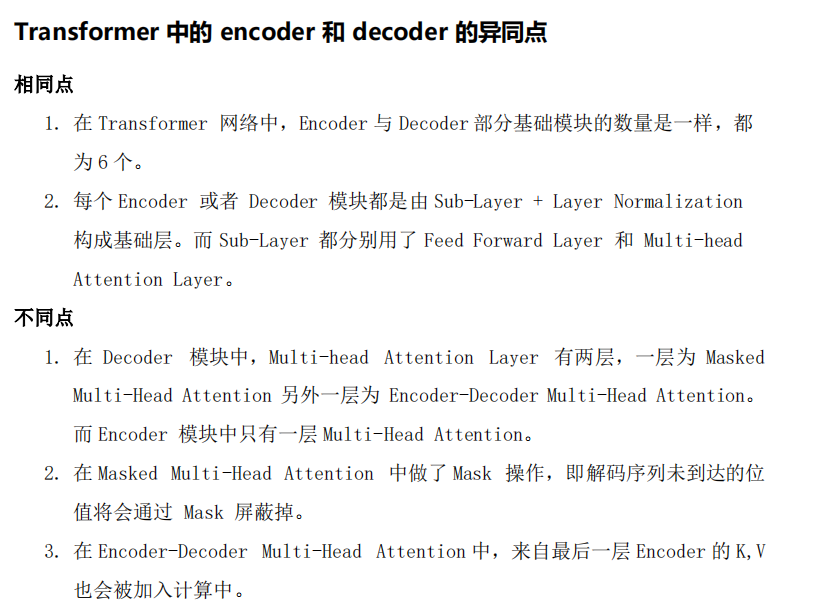 Transformer 中的 encoder 和 decoder 的异同点
相同点
1. 在 Transformer 网络中，Encoder 与 Decoder 部分基础模块的数量是一样，都
为 6 个。
2. 每个 Encoder 或者 Decoder 模块都是由 Sub-Layer + Layer Normalization
构成基础层。而 Sub-Layer 都分别用了 Feed Forward Layer 和 Multi-head
Attention Layer。
不同点
1. 在 Decoder 模块中，Multi-head Attention Layer 有两层，一层为 Masked
Multi-Head Attention 另外一层为 Encoder-Decoder Multi-Head Attention。
而 Encoder 模块中只有一层 Multi-Head Attention。
2. 在 Masked Multi-Head Attention 中做了 Mask 操作，即解码序列未到达的位
值将会通过 Mask 屏蔽掉。
3. 在 Encoder-Decoder Multi-Head Attention 中，来自最后一层 Encoder 的 K,V
也会被加入计算中。